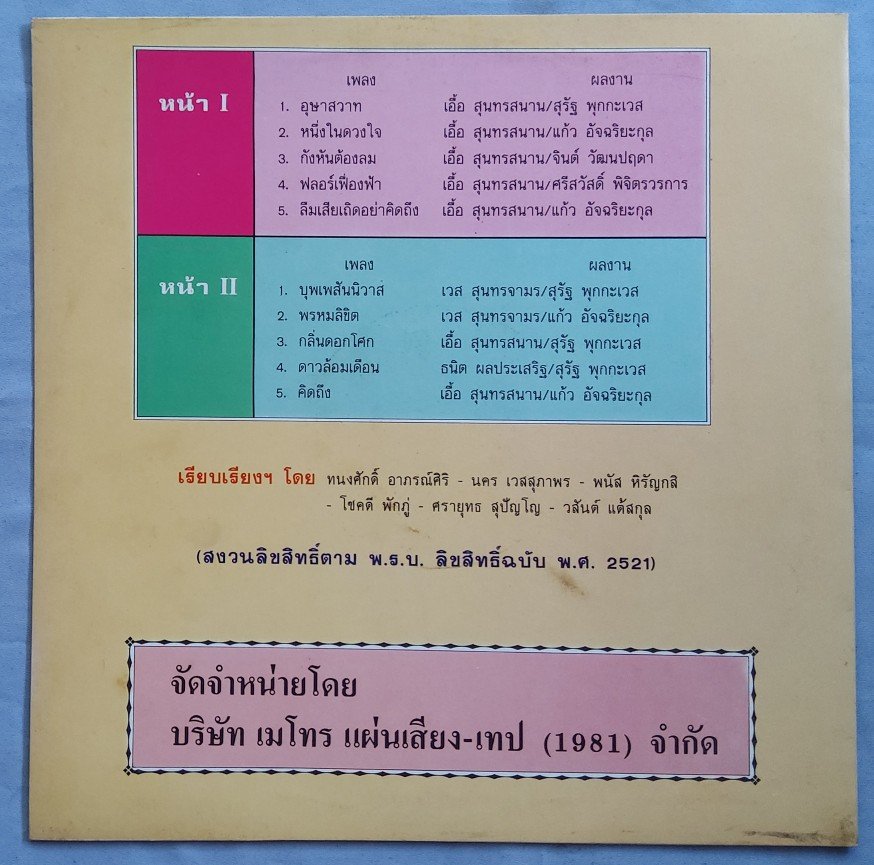 เพลง ผลงาน
หน้า I
1. อุษาสวาท เอื้อ สุนทรสนาน/สุรัฐ พุกกะเวส
2. หนึ่งในดวงใจ เอื้อ สุนทรสนาน/แก้ว อัจฉริยะกุล
3. กังหันต้องลม เอื้อ สุนทรสนาน/จินต์ วัฒนปฤดา
4. ฟลอร์เฟื่องฟ้า เอื้อ สุนทรสนาน/ศรีสวัสดิ์ พิจิตรวรการ
5. ลืมเสียเถิดอย่าคิดถึง เอื้อ สุนทรสนาน/แก้ว อัจฉริยะกุล
เพลง ผลงาน
หน้า II
1. บุพเพสันนิวาส เวส สุนทรจามร/สุรัฐ พุกกะเวส
2. พรหมลิขิต เวส สุนทรจามร/แก้ว อัจฉริยะกุล
3. กลิ่นดอกโศก เอื้อ สุนทรสนาน/สุรัฐ พุกกะเวส
4. ดาวล้อมเดือน ธนิต ผลประเสริฐ/สุรัฐ พุกกะเวส
5. คิดถึง เอื้อ สุนทรสนาน/แก้ว อัจฉริยะกุล
เรียบเรียงฯ โดย ทนงศักดิ์ อาภรณ์ศิริ - นคร เวสสุภาพร - พนัส หิรัญกสิ
- โชคดี พักภู่ - ศรายุทธ สุปัญโญ - วสันต์ แต้สกุล
(สงวนลิขสิทธิ์ตาม พ.ร.บ. ลิขสิทธิ์ฉบับ พ.ศ. 2521)
จัดจำหน่ายโดย
บริษัท เมโทร แผ่นเสียง-เทป (1981) จำกัด